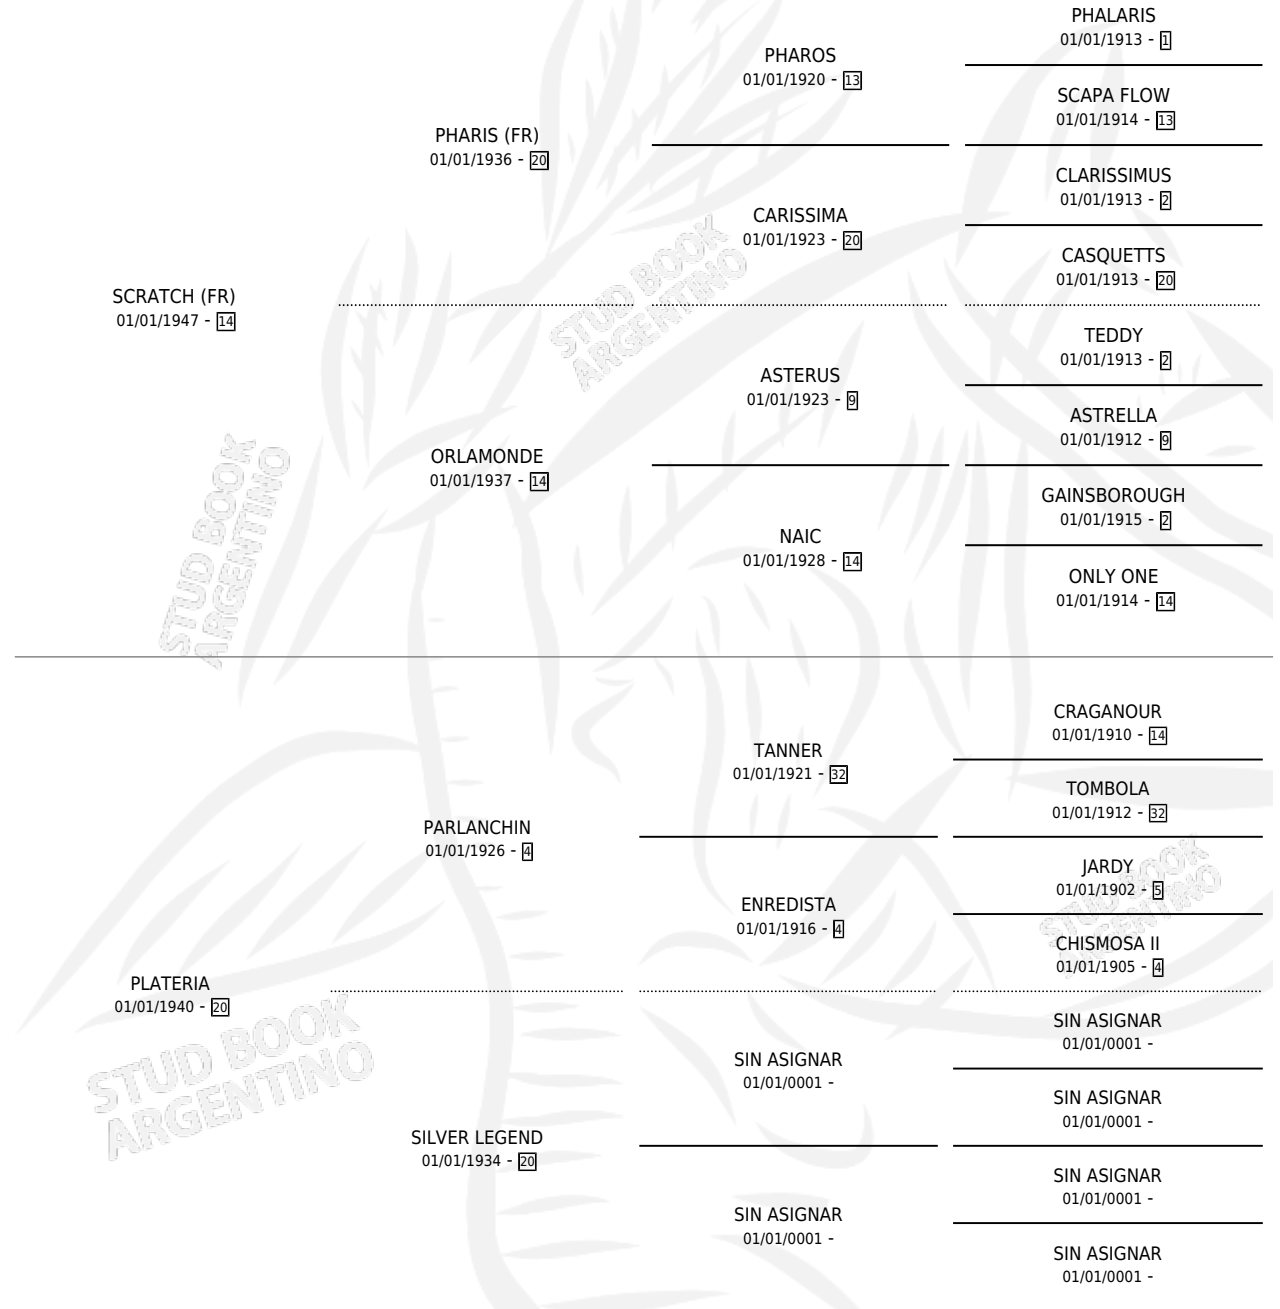 PHALARIS
01/01/1913 - 1
PHAROS
01/01/1920 - 13
SCAPA FLOW
01/01/1914 - 13
PHARIS (FR)
01/01/1936 - 20
CLARISSIMUS
01/01/1913 - 2
CARISSIMA
01/01/1923 - 20
CASQUETTS
01/01/1913 - 20
SCRATCH (FR)
01/01/1947 - 14
TEDDY
01/01/1913 - 2
ASTERUS
01/01/1923 - 9
ASTRELLA
01/01/1912 - 9
ORLAMONDE
01/01/1937 - 14
GAINSBOROUGH
01/01/1915 - 2
NAIC
01/01/1928 - 14
ONLY ONE
01/01/1914 - 14
STUD BOOK
ARGENTINO
STUD BOOK
ARGENTINO
CRAGANOUR
01/01/1910 - 14
TANNER
01/01/1921 - 32
TOMBOLA
01/01/1912 - 32
PARLANCHIN
01/01/1926 - 4
JARDY
01/01/1902 - 5
ENREDISTA
01/01/1916 - 4
CHISMOSA II
01/01/1905 - 4
PLATERIA
01/01/1940 - 20
SIN ASIGNAR
01/01/0001 -
SIN ASIGNAR
01/01/0001 -
SIN ASIGNAR
01/01/0001 -
SILVER LEGEND
01/01/1934 - 20
SIN ASIGNAR
01/01/0001 -
SIN ASIGNAR
01/01/0001 -
SIN ASIGNAR
01/01/0001 -
STUD BOOK
ARGENTINO
STUD BOOK
ARGENTINO